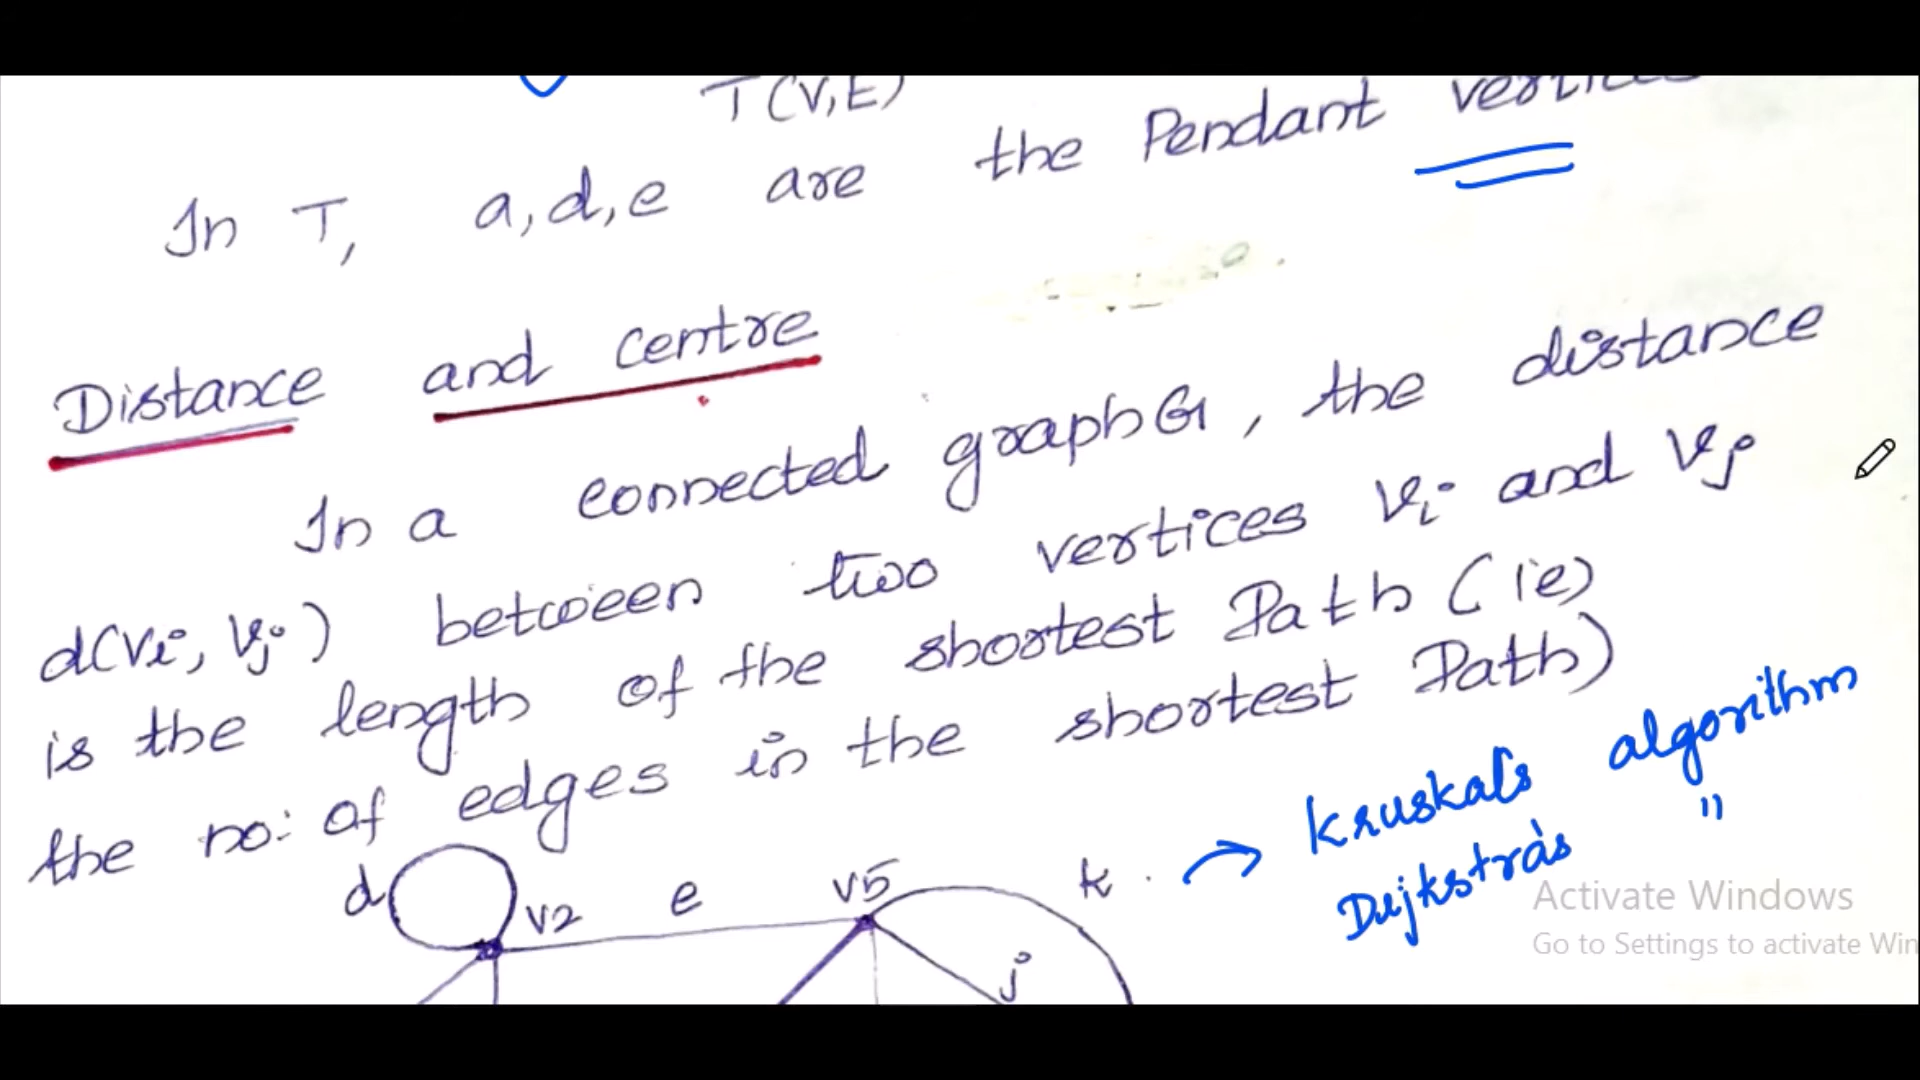 T(V,E)
In T, a,d,e are the Pendant vertices
Distance and Centre
In a connected graph G, the distance
d(vi, vj) between two vertices vi and vj
is the length of the shortest Path (ie)
the no: of edges in the shortest Path)
→ Kruskal's algorithm
Dijkstra's "
d
v2
e
v5
k
j
Activate Windows
Go to Settings to activate Win